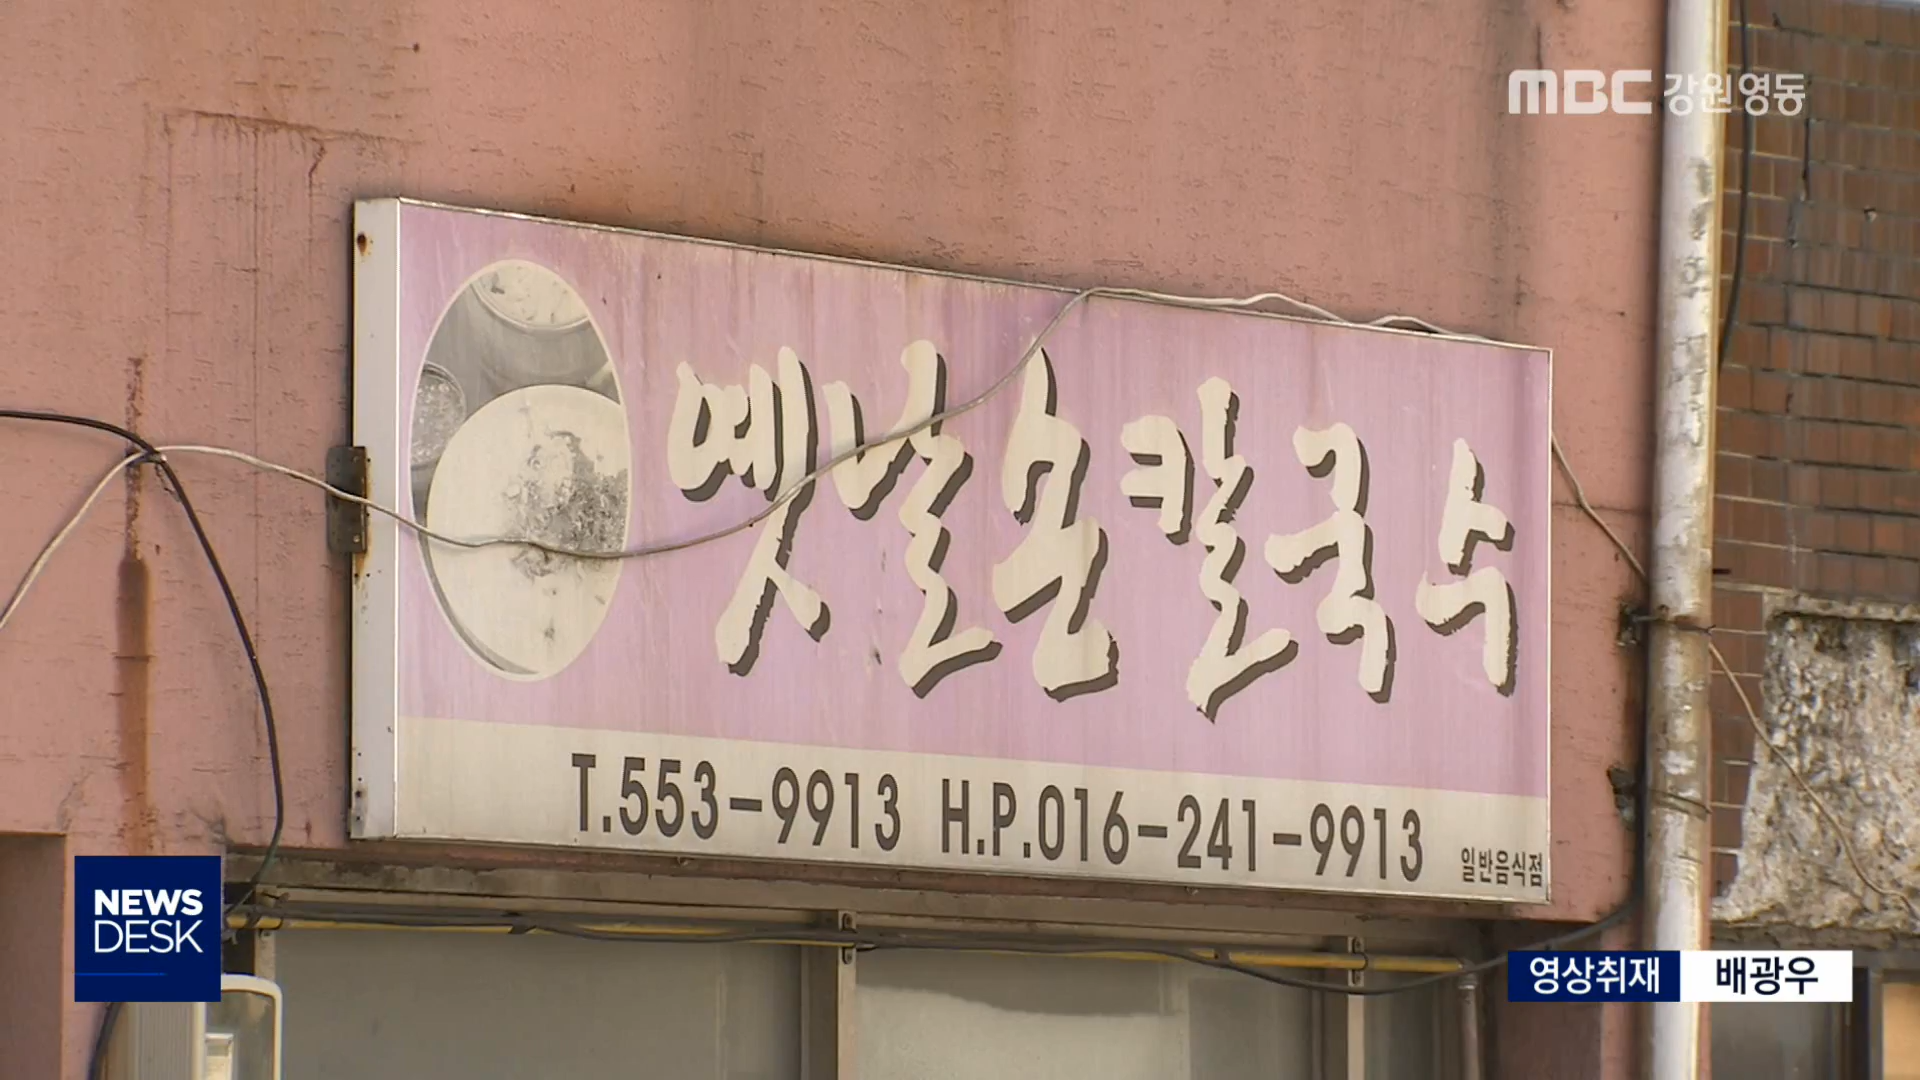 MBC 강원영동
옛날손칼국수
T.553-9913 H.P.016-241-9913 일반음식점
NEWS
DESK
영상취재 배광우